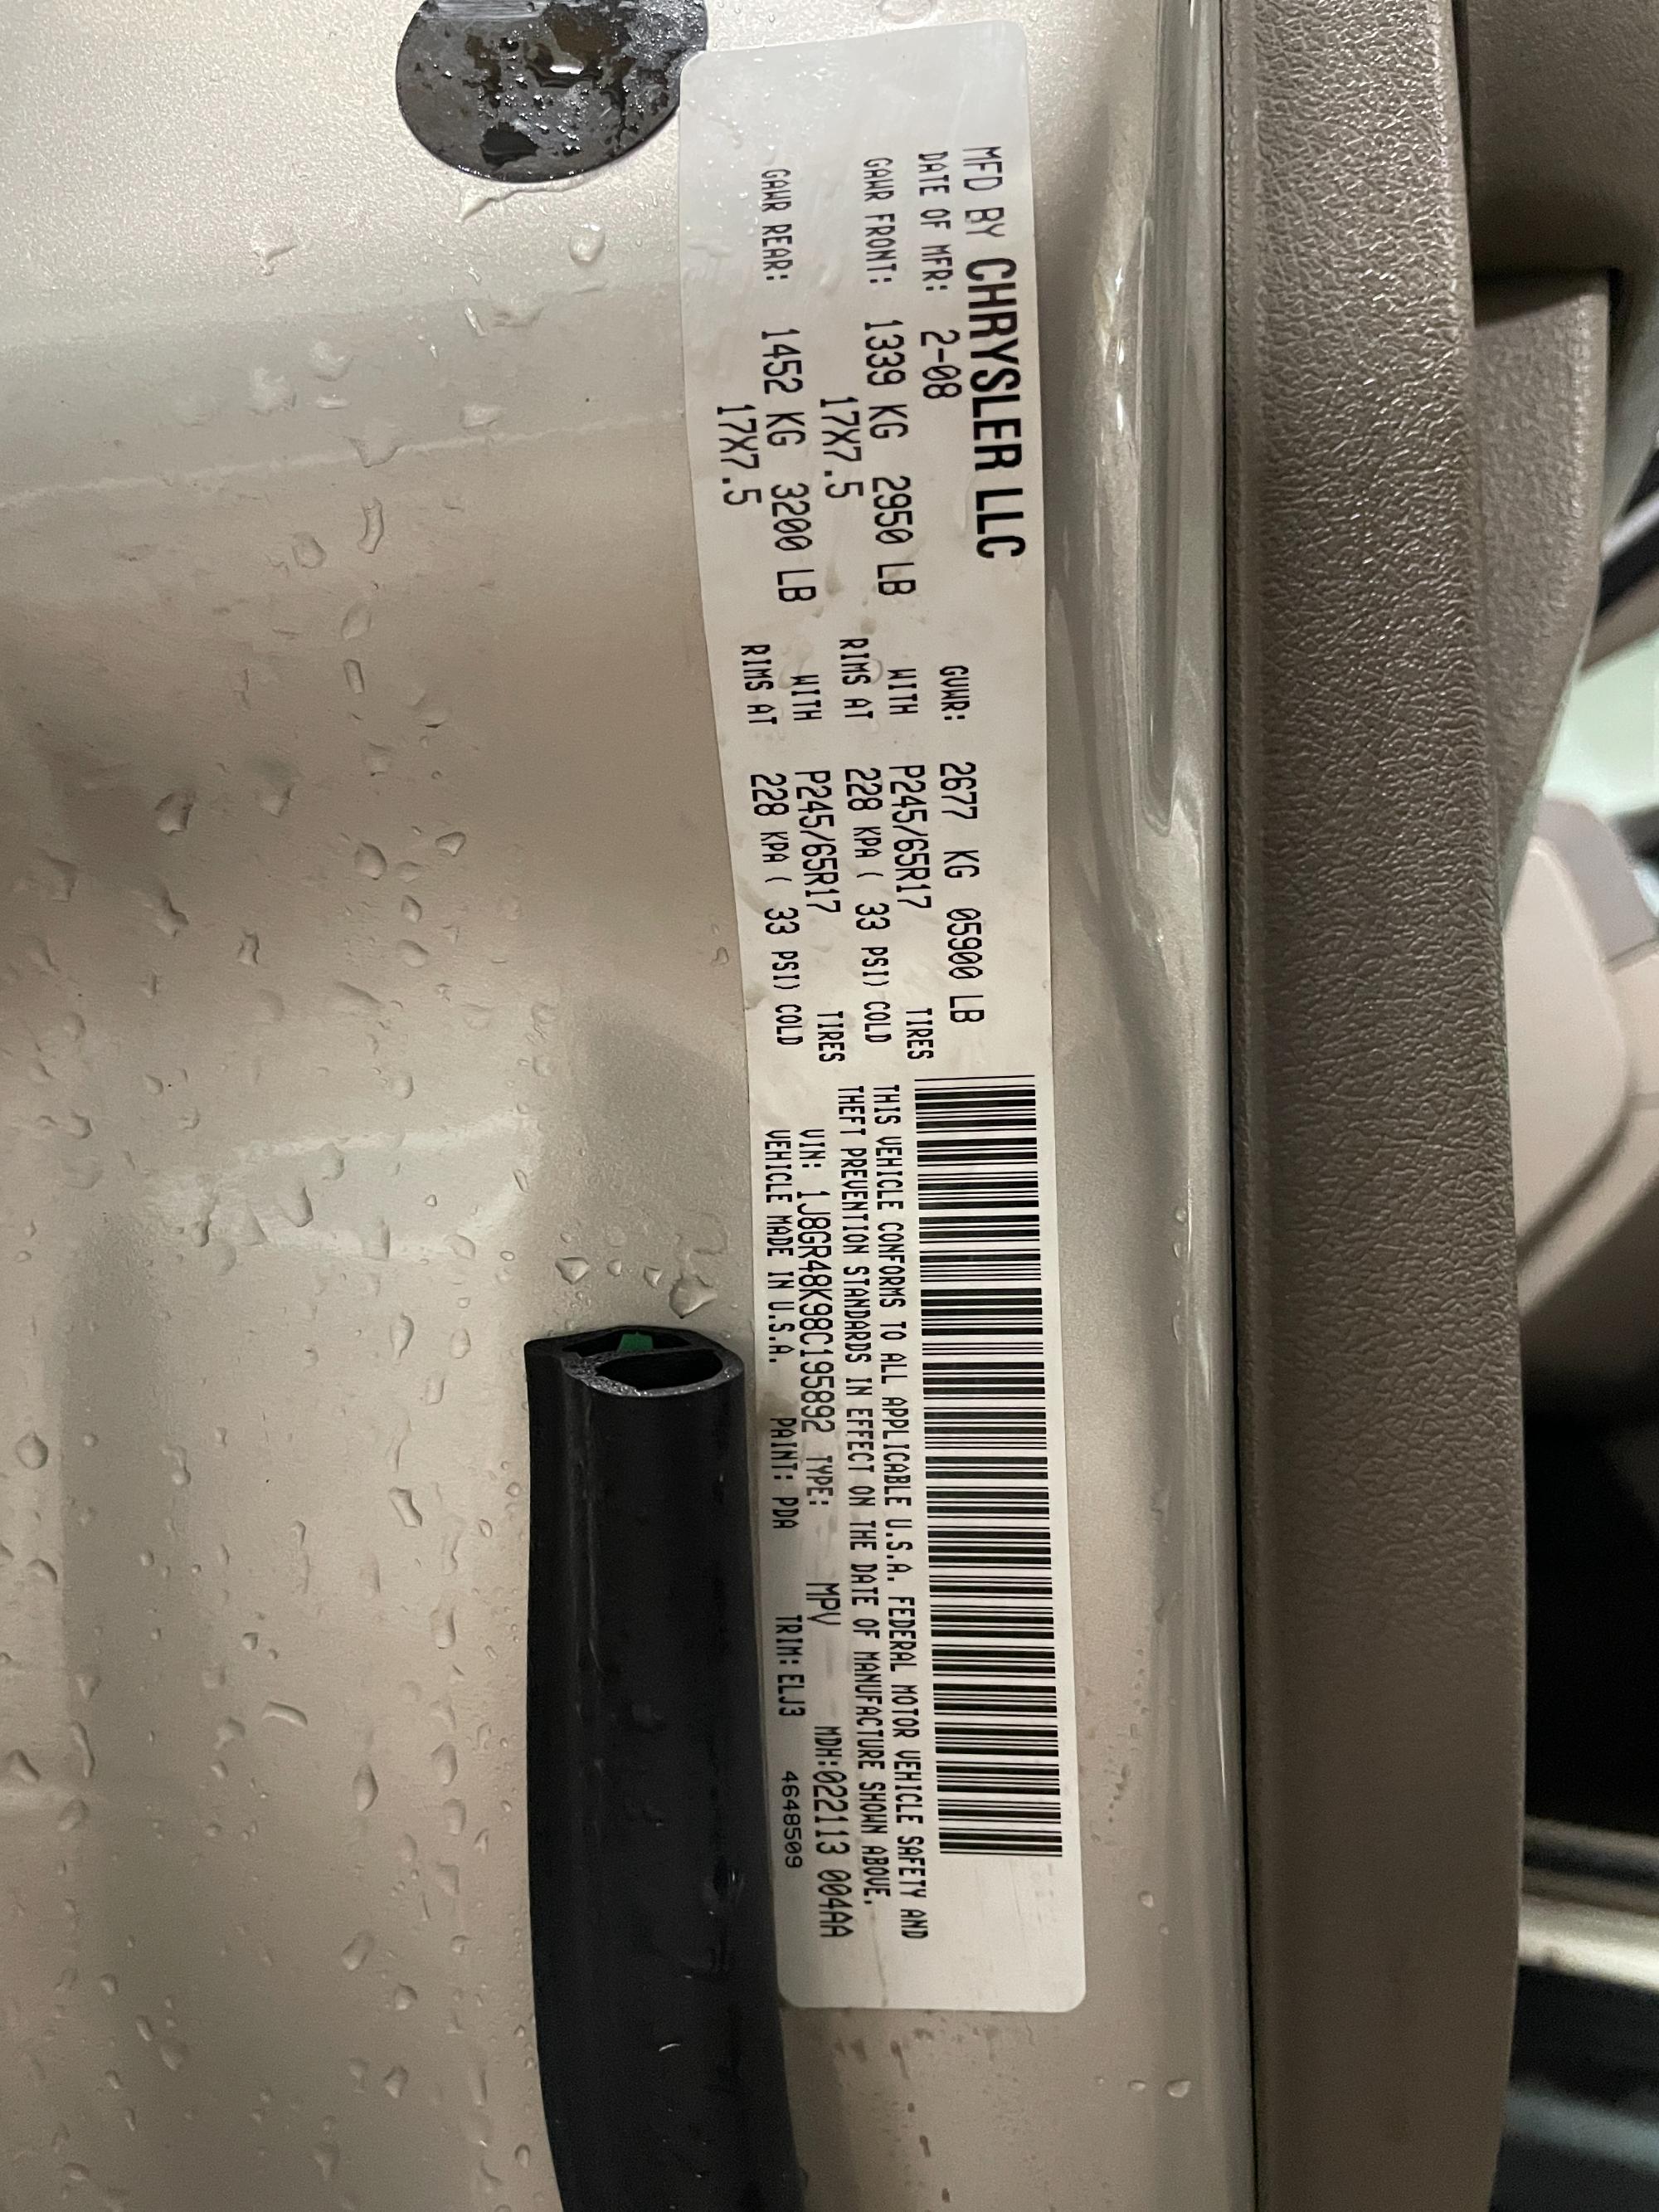 MFD BY CHRYSLER LLC
DATE OF MFR: 2-08 GVWR: 2677 KG 05900 LB
GAWR FRONT: 1339 KG 2950 LB WITH P245/65R17 TIRES
17X7.5 RIMS AT 228 KPA ( 33 PSI) COLD
GAWR REAR: 1452 KG 3200 LB WITH P245/65R17 TIRES
17X7.5 RIMS AT 228 KPA ( 33 PSI) COLD
THIS VEHICLE CONFORMS TO ALL APPLICABLE U.S.A. FEDERAL MOTOR VEHICLE SAFETY AND
THEFT PREVENTION STANDARDS IN EFFECT ON THE DATE OF MANUFACTURE SHOWN ABOVE.
VIN: 1J8GR48K98C195892 TYPE: MPV MDH:022113 004AA
VEHICLE MADE IN U.S.A. PAINT: PDA TRIM: ELJ3 4648509